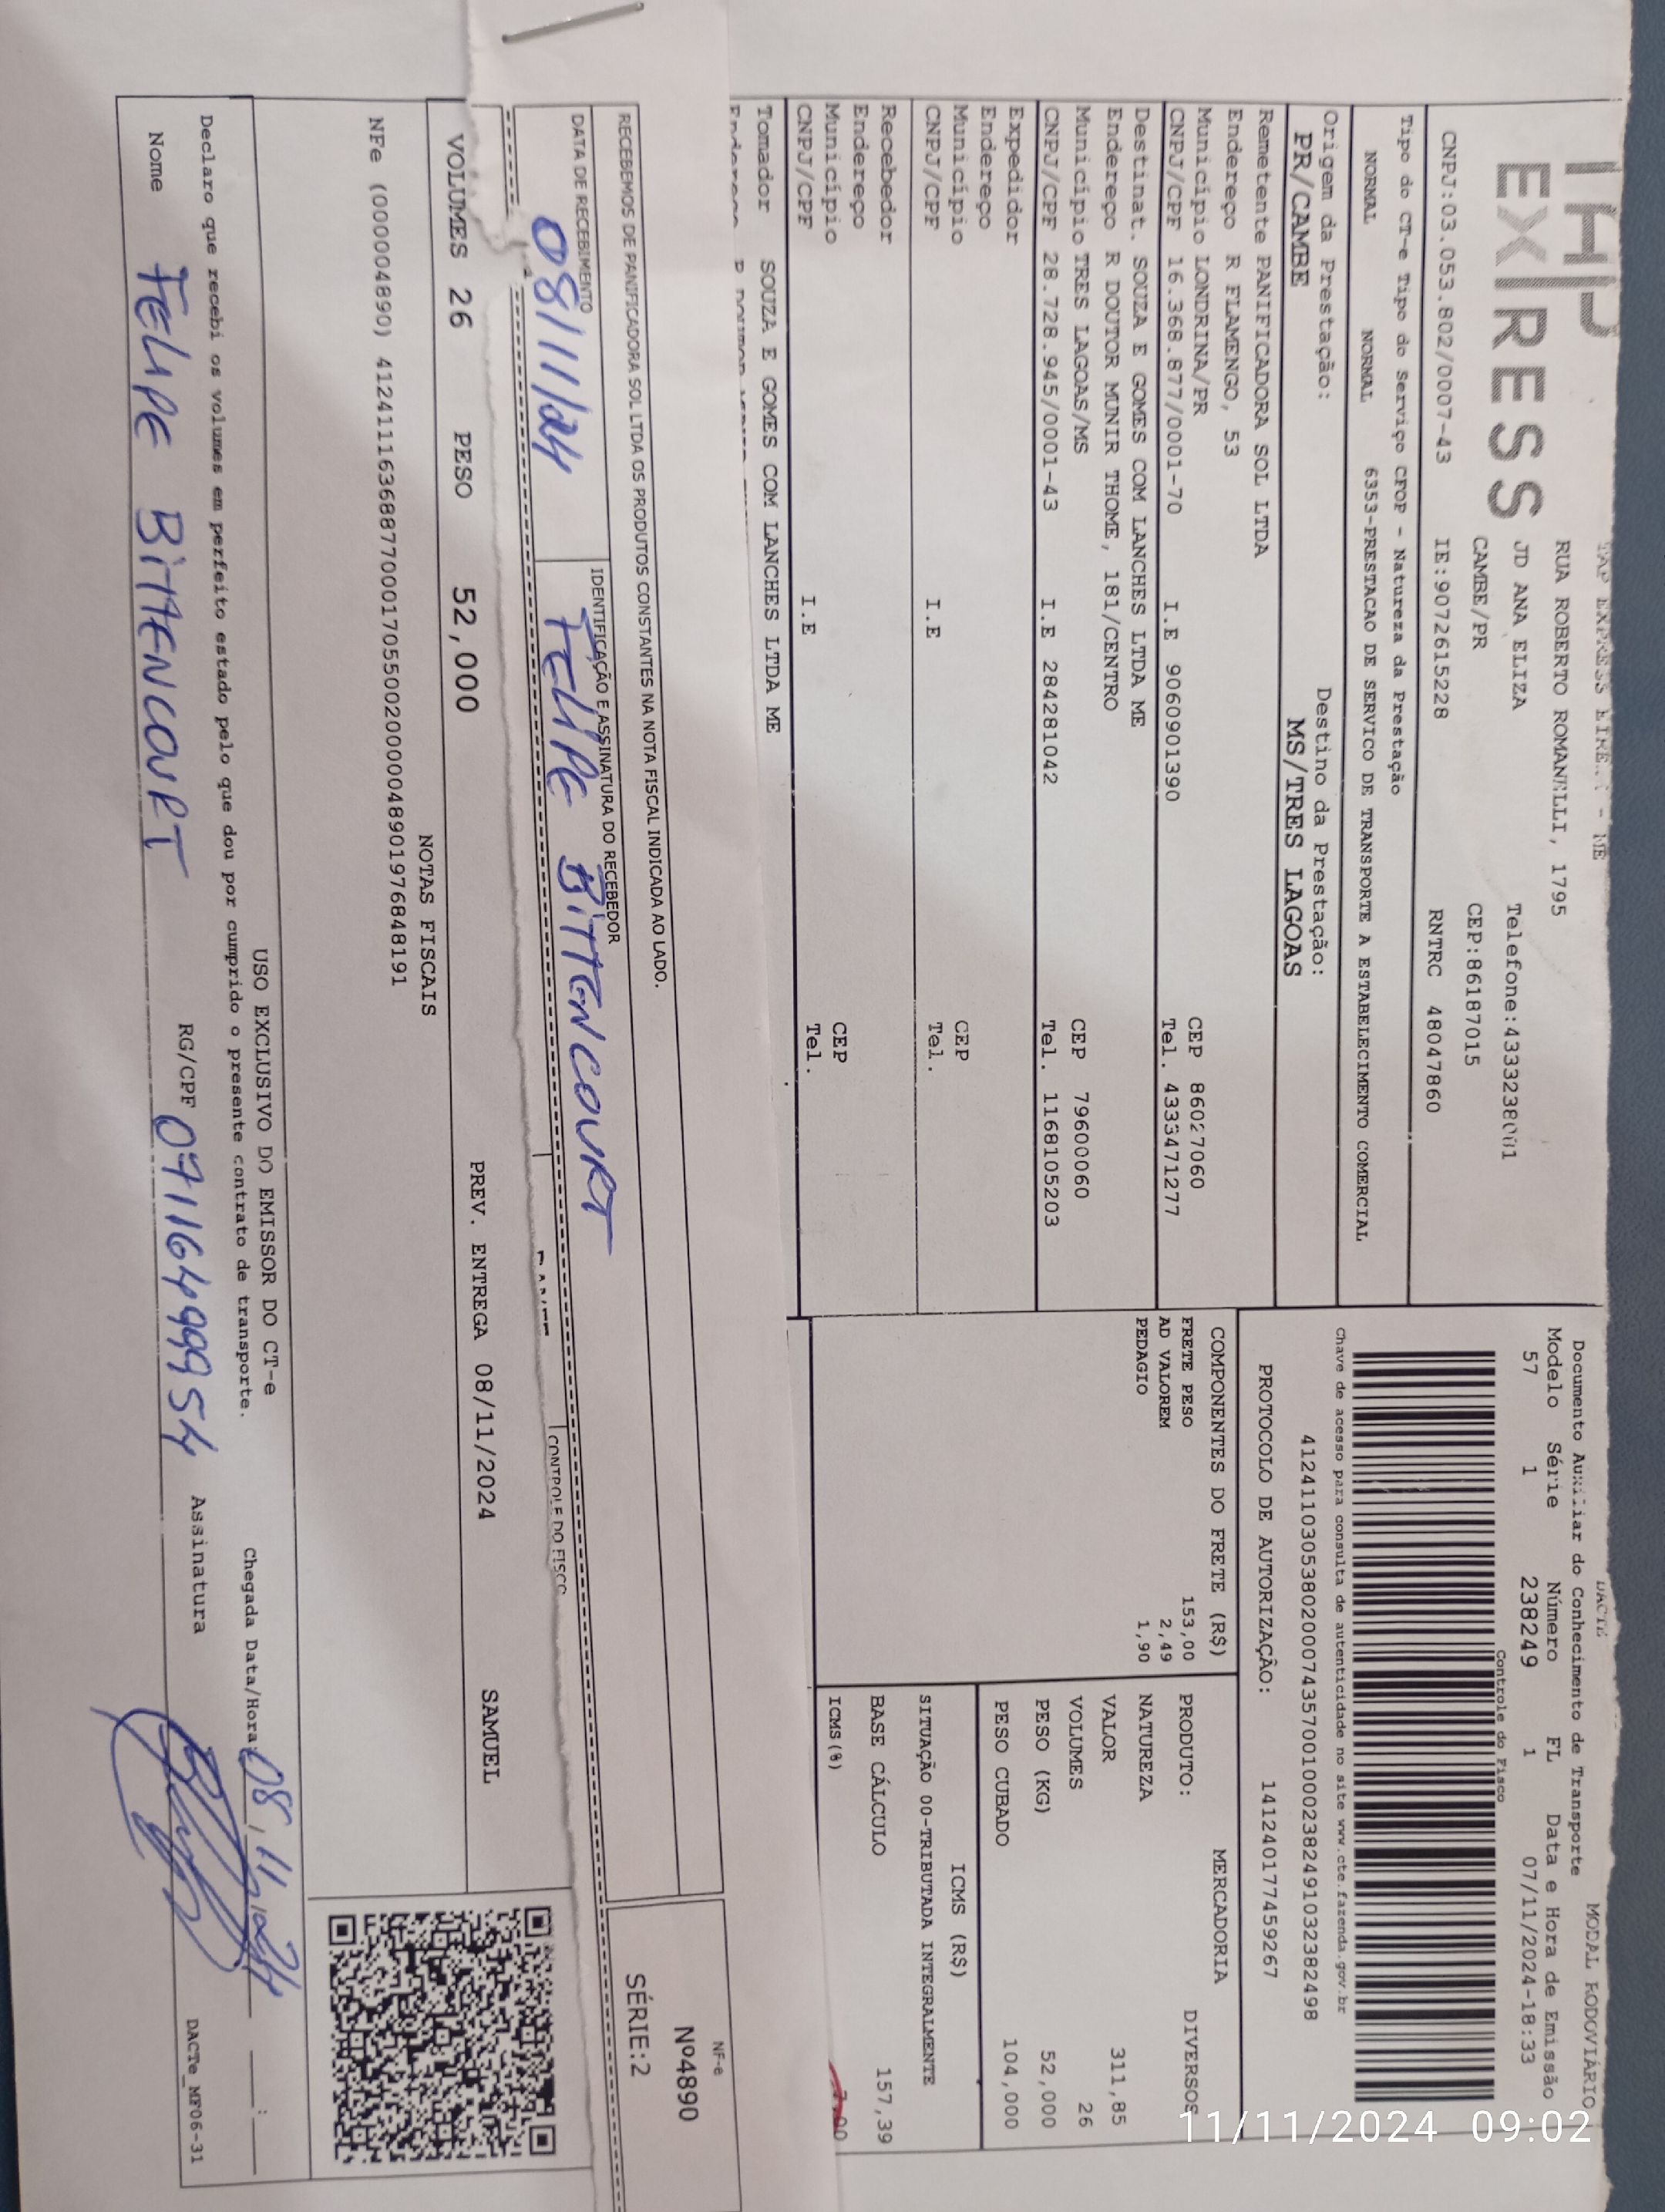 THP
EXPRESS
RUA ROBERTO ROMANELLI, 1795
JD ANA ELIZA Telefone:4333238001
CAMBE/PR CEP:86187015
CNPJ:03.053.802/0007-43 IE:9072615228 RNTRC 48047860
Tipo do CT-e Tipo do Serviço CFOP - Natureza da Prestação
NORMAL NORMAL 6353-PRESTACAO DE SERVICO DE TRANSPORTE A ESTABELECIMENTO COMERCIAL
Origem da Prestação: Destino da Prestação:
PR/CAMBE MS/TRES LAGOAS
Remetente PANIFICADORA SOL LTDA
Endereço R FLAMENGO, 53
Município LONDRINA/PR CEP 86027060
CNPJ/CPF 16.368.877/0001-70 I.E 9060901390 Tel. 4333471277
Destinat. SOUZA E GOMES COM LANCHES LTDA ME
Endereço R DOUTOR MUNIR THOME, 181/CENTRO
Município TRES LAGOAS/MS CEP 79600060
CNPJ/CPF 28.728.945/0001-43 I.E 284281042 Tel. 1168105203
Expedidor
Endereço
Município CEP
CNPJ/CPF I.E Tel.
Recebedor
Endereço
Município CEP
CNPJ/CPF I.E Tel.
Tomador SOUZA E GOMES COM LANCHES LTDA ME
DACTE MODAL RODOVIÁRIO
Documento Auxiliar do Conhecimento de Transporte
Modelo Série Número FL Data e Hora de Emissão
57 1 238249 1 07/11/2024-18:33
Controle do Fisco
Chave de acesso para consulta de autenticidade no site www.cte.fazenda.gov.br
41241103053802000743570010002382491032382498
PROTOCOLO DE AUTORIZAÇÃO: 141240177459267
COMPONENTES DO FRETE (R$)
FRETE PESO 153,00
AD VALOREM 2,49
PEDAGIO 1,90
MERCADORIA
PRODUTO: DIVERSOS
NATUREZA
VALOR 311,85
VOLUMES 26
PESO (KG) 52,000
PESO CUBADO 104,000
ICMS (R$)
SITUAÇÃO 00-TRIBUTADA INTEGRALMENTE
BASE CÁLCULO 157,39
ICMS(%)
RECEBEMOS DE PANIFICADORA SOL LTDA OS PRODUTOS CONSTANTES NA NOTA FISCAL INDICADA AO LADO.
DATA DE RECEBIMENTO IDENTIFICAÇÃO E ASSINATURA DO RECEBEDOR
08/11/24 FELIPE BITTENCOURT
NF-e
Nº4890
SÉRIE:2
CONTROLE DO FISCO
VOLUMES 26 PESO 52,000 PREV. ENTREGA 08/11/2024 SAMUEL
NOTAS FISCAIS
NFe (000004890) 41241116368877000170550020000048901976848191
USO EXCLUSIVO DO EMISSOR DO CT-e
Declaro que recebi os volumes em perfeito estado pelo que dou por cumprido o presente contrato de transporte.
Chegada Data/Hora: 08/11/24 :
Nome FELIPE BITTENCOURT RG/CPF 07116499954 Assinatura
DACTe_MF06-31
11/11/2024 09:02